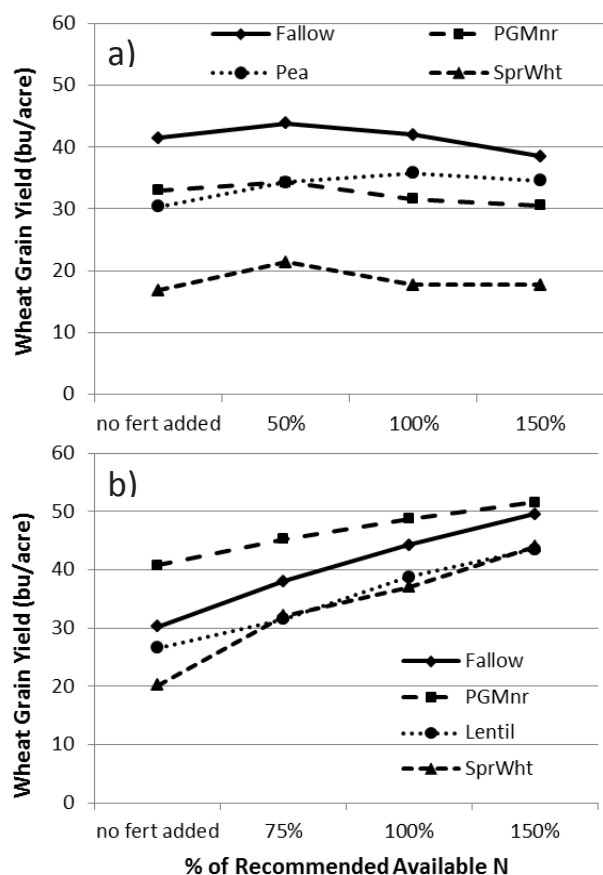 60
50
40
30
20
10
0
Wheat Grain Yield (bu/acre)
a)
Fallow PGMnr
Pea SprWht
no fert added 50% 100% 150%
60
50
40
30
20
10
0
Wheat Grain Yield (bu/acre)
b)
Fallow
PGMnr
Lentil
SprWht
no fert added 75% 100% 150%
% of Recommended Available N